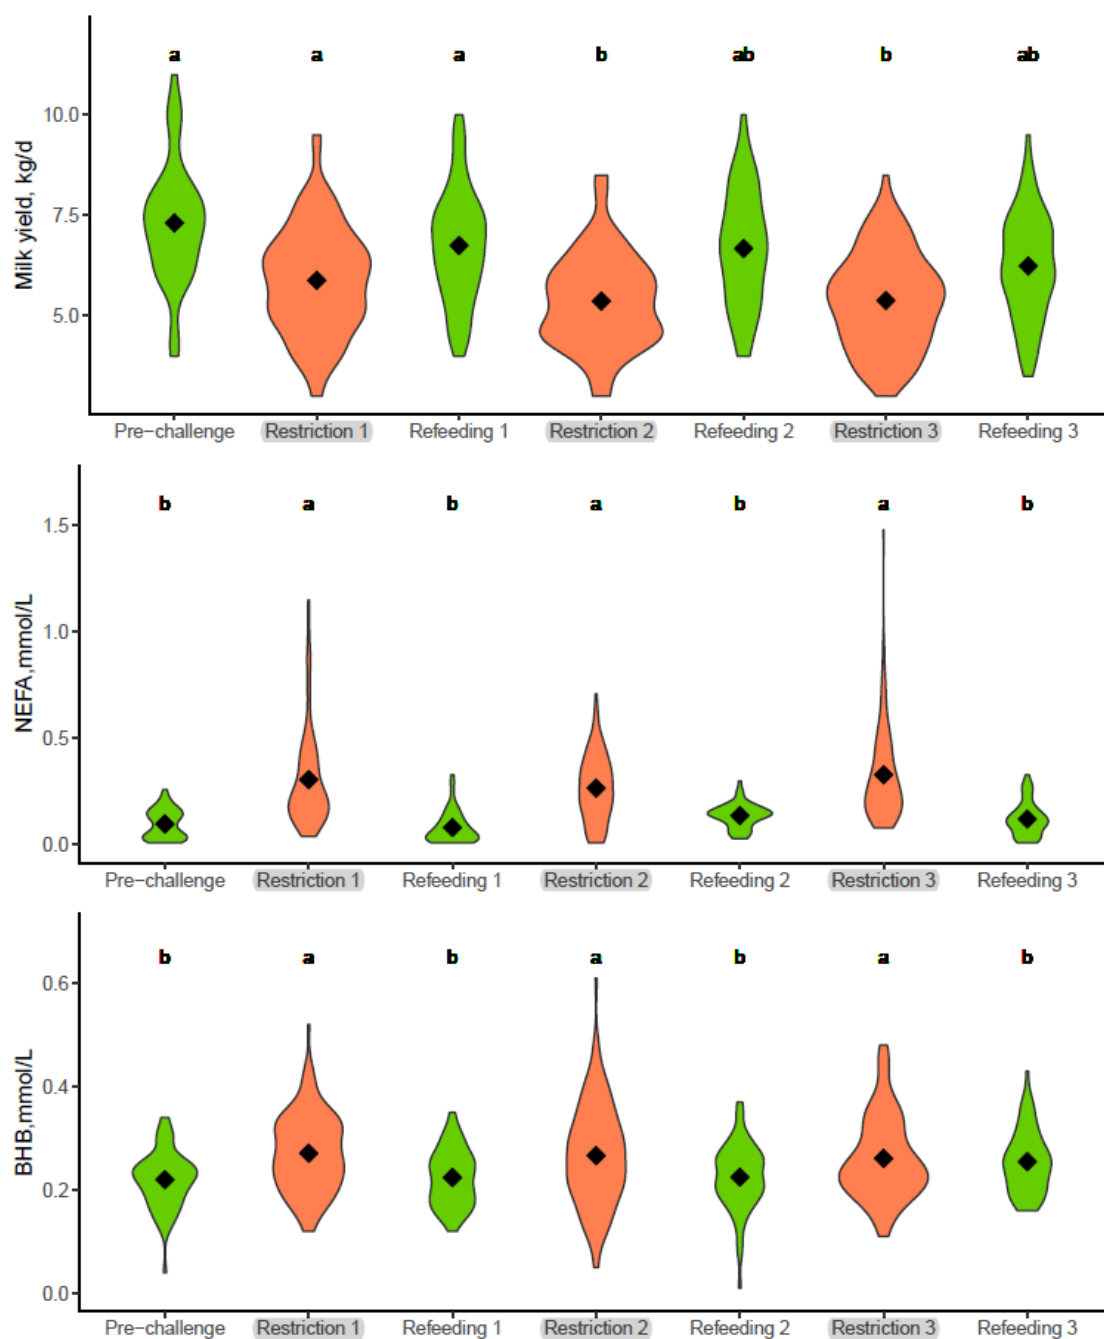 a a a b ab b ab
Milk yield, kg/d
10.0
7.5
5.0
Pre−challenge Restriction 1 Refeeding 1 Restriction 2 Refeeding 2 Restriction 3 Refeeding 3
b a b a b a b
NEFA,mmol/L
1.5
1.0
0.5
0.0
Pre−challenge Restriction 1 Refeeding 1 Restriction 2 Refeeding 2 Restriction 3 Refeeding 3
b a b a b a b
BHB,mmol/L
0.6
0.4
0.2
0.0
Pre−challenge Restriction 1 Refeeding 1 Restriction 2 Refeeding 2 Restriction 3 Refeeding 3